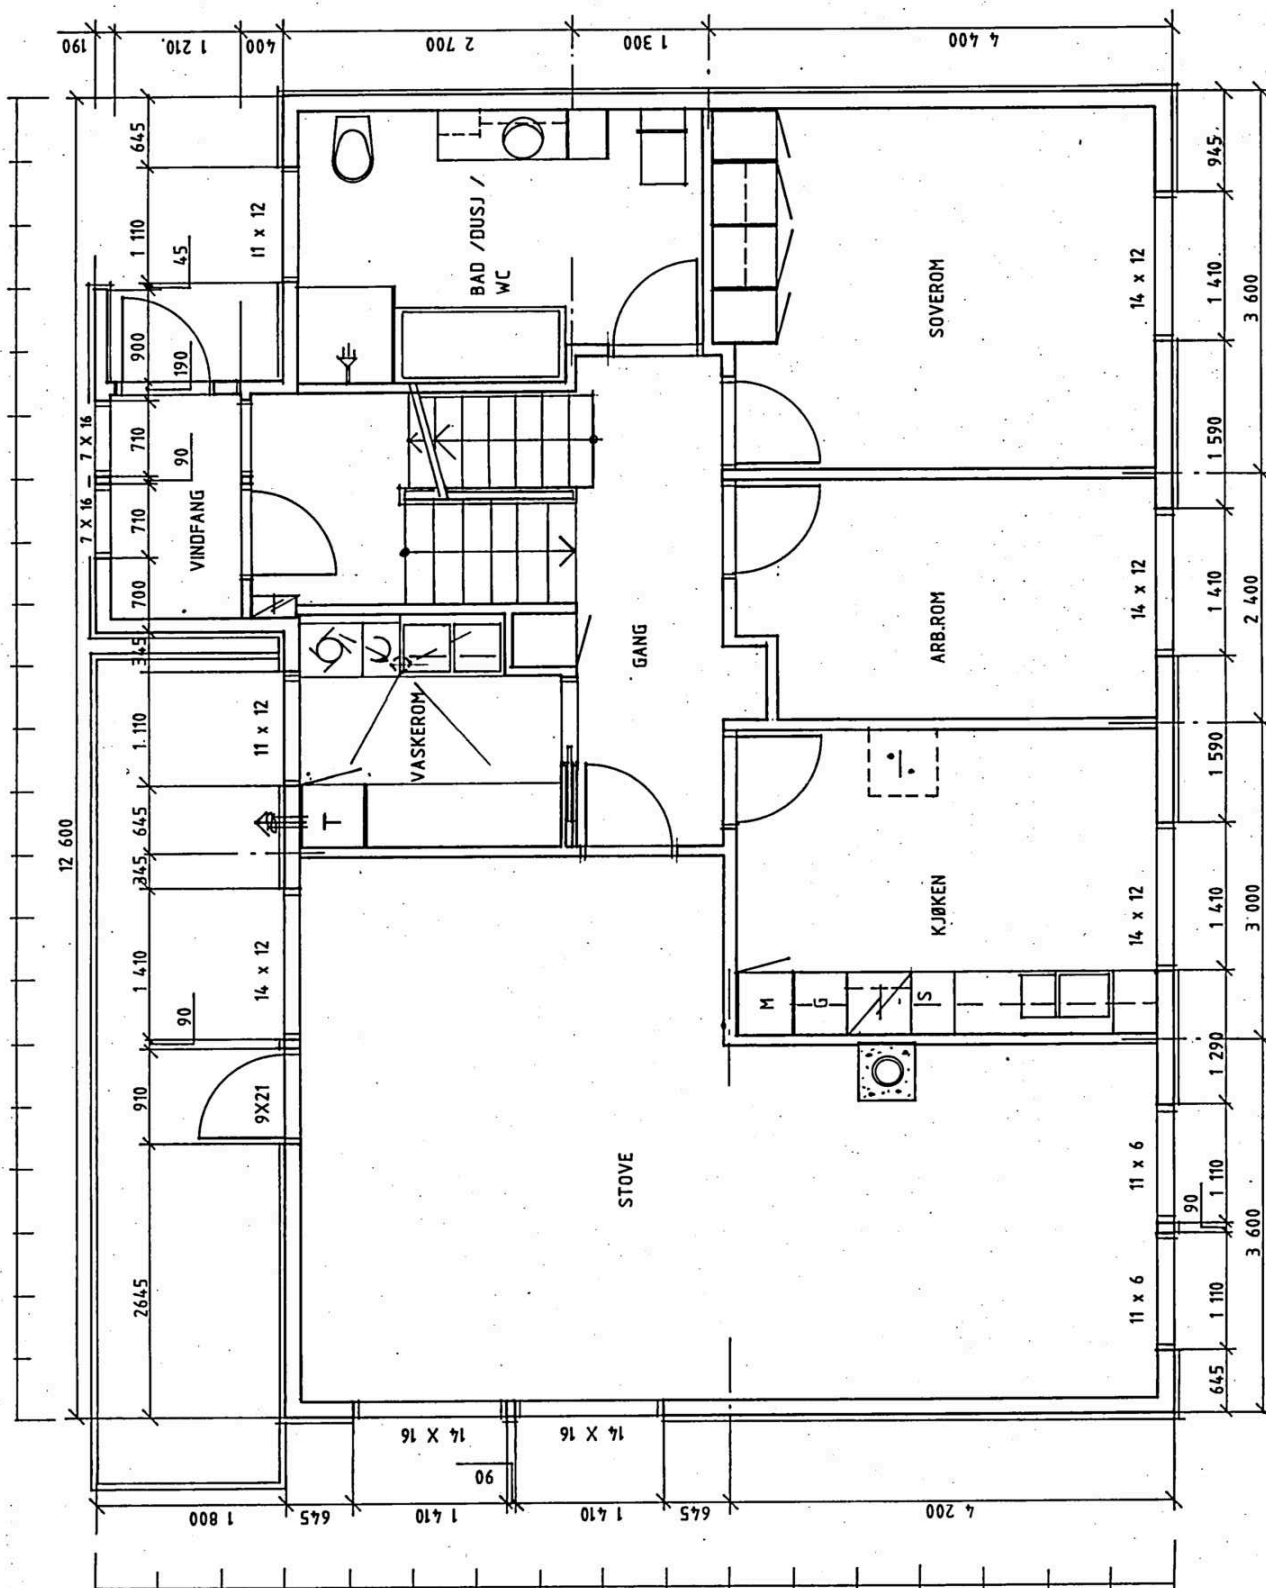 190
1 210.
400
2 700
1 300
4 400
12 600
645
1 110
45
900
190
710
90
710
700
345
1.110
645
345
1 410
90
910
2645
7 X 16
7 X 16
11 x 12
11 x 12
14 x 12
9X21
VINDFANG
BAD /DUSJ /
WC
SOVEROM
14 x 12
ARB.ROM
14 x 12
GANG
VASKEROM
T
KJØKEN
14 x 12
M
G
S
STOVE
11 x 6
11 x 6
945
1 410
1 590
1 410
1 590
1 410
1 290
1 110
90
1 110
645
3 600
2 400
3 000
3 600
14 X 16
14 X 16
90
1 800
645
1 410
1 410
645
4 200